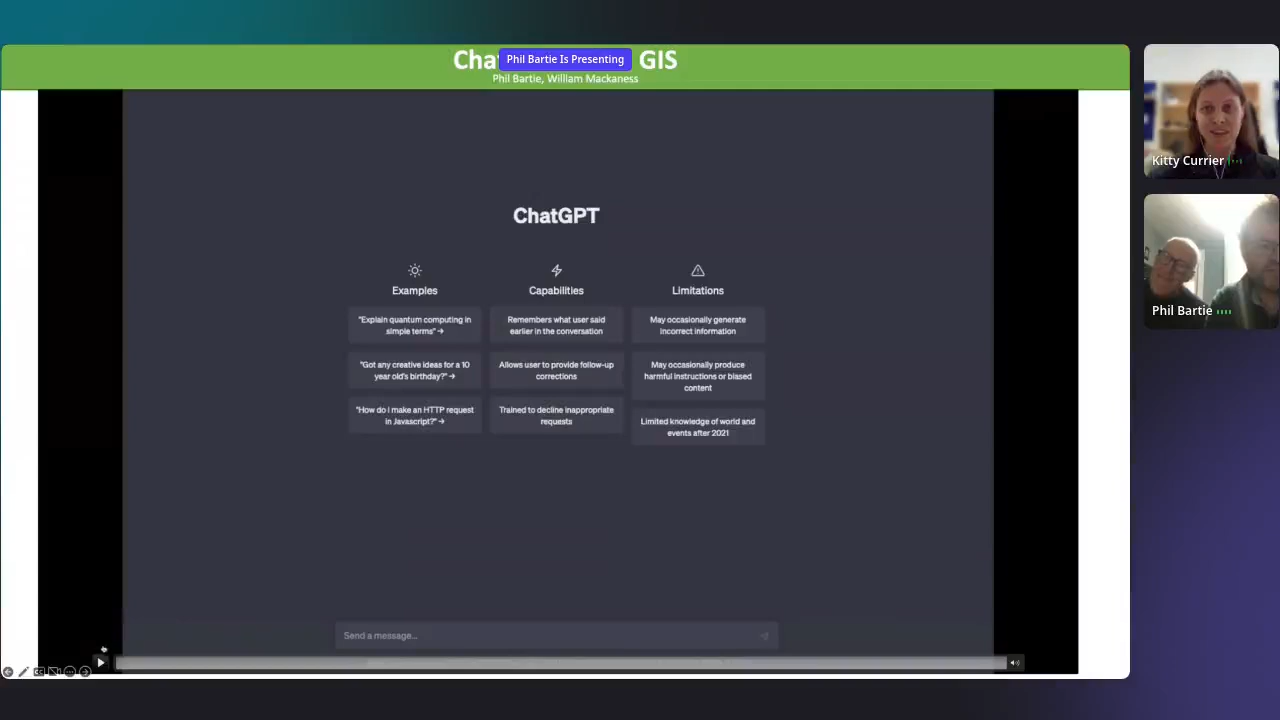 Cha
Phil Bartie Is Presenting
GIS
Phil Bartie, William Mackaness
ChatGPT
Examples
"Explain quantum computing in
simple terms" →
"Got any creative ideas for a 10
year old's birthday?" →
"How do I make an HTTP request
in Javascript?" →
Capabilities
Remembers what user said
earlier in the conversation
Allows user to provide follow-up
corrections
Trained to decline inappropriate
requests
Limitations
May occasionally generate
incorrect information
May occasionally produce
harmful instructions or biased
content
Limited knowledge of world and
events after 2021
Send a message...
Kitty Currier
Phil Bartie